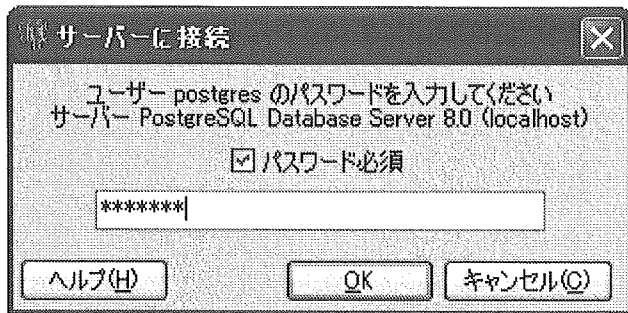 サーバーに接続
ユーザー postgres のパスワードを入力してください
サーバー PostgreSQL Database Server 8.0 (localhost)
パスワード必須
*******
ヘルプ(H) OK キャンセル(C)